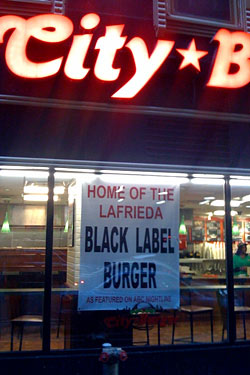 City ★ B
HOME OF THE
LAFRIEDA
BLACK LABEL
BURGER
AS FEATURED ON ABC NIGHTLINE